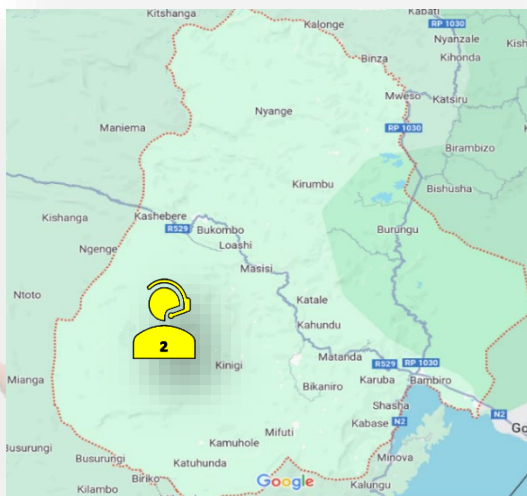 Kitshanga
Kabati
RP 1030
Kalonge
Nyanzale
Kish
Binza
Kihonda
Mweso
Katsiru
Nyange
RP 1030
Maniema
Birambizo
Kirumbu
Bishusha
Kishanga
Kashebere
R529
Bukombo
Burungu
Loashi
Ngenge
Masisi
Ntoto
Katale
Kahundu
2
Matanda
R529
RP 1030
Kinigi
Mianga
Karuba
Bambiro
Bikaniro
Shasha
N2
Mifuti
Kabase
N2
Go
Busurungi
Kamuhole
Busurungi
Katuhunda
Minova
Biriko
Google
Kalungu
Kilambo